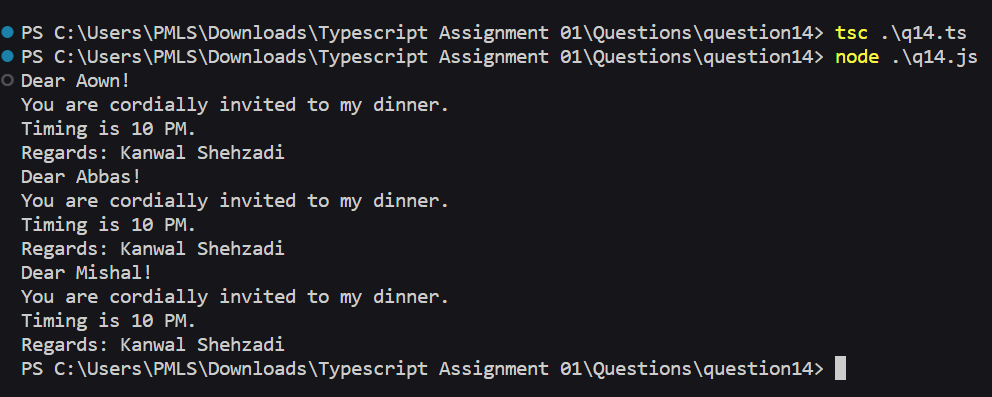 PS C:\Users\PMLS\Downloads\Typescript Assignment 01\Questions\question14> tsc .\q14.ts
PS C:\Users\PMLS\Downloads\Typescript Assignment 01\Questions\question14> node .\q14.js
Dear Aown!
You are cordially invited to my dinner.
Timing is 10 PM.
Regards: Kanwal Shehzadi
Dear Abbas!
You are cordially invited to my dinner.
Timing is 10 PM.
Regards: Kanwal Shehzadi
Dear Mishal!
You are cordially invited to my dinner.
Timing is 10 PM.
Regards: Kanwal Shehzadi
PS C:\Users\PMLS\Downloads\Typescript Assignment 01\Questions\question14>